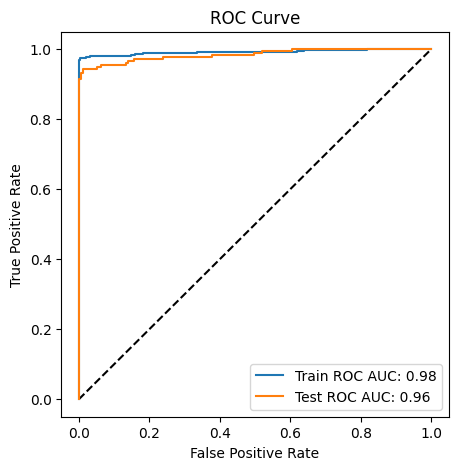 ROC Curve
True Positive Rate
1.0
0.8
0.6
0.4
0.2
0.0
Train ROC AUC: 0.98
Test ROC AUC: 0.96
0.0 0.2 0.4 0.6 0.8 1.0
False Positive Rate